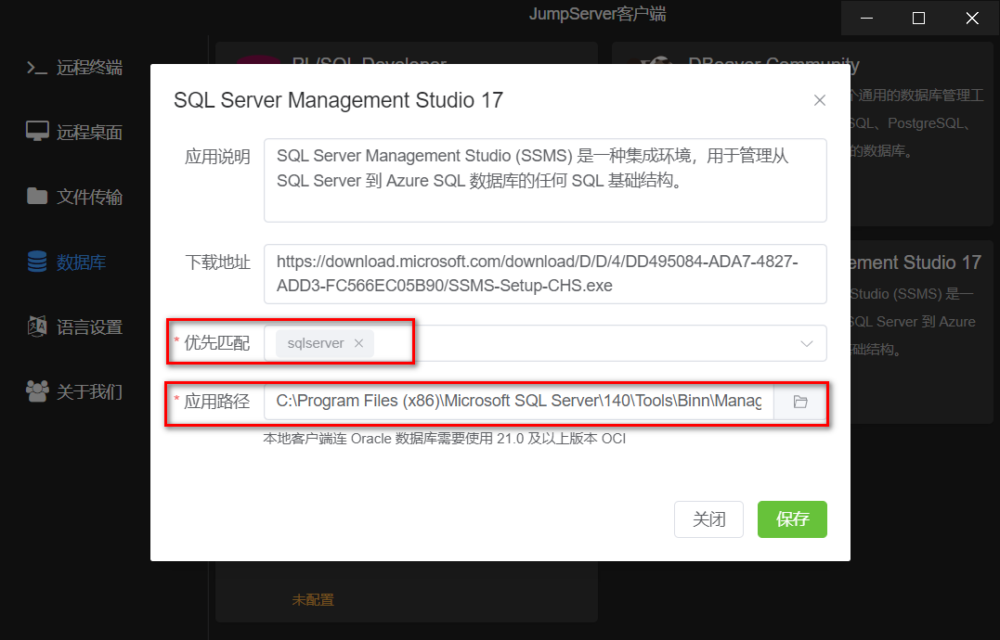 JumpServer客户端
远程终端
远程桌面
文件传输
数据库
语言设置
关于我们
PL/SQL Developer
DBeaver Community
个通用的数据库管理工
SQL、PostgreSQL、
的数据库。
SQL Server Management Studio 17
应用说明
SQL Server Management Studio (SSMS) 是一种集成环境，用于管理从
SQL Server 到 Azure SQL 数据库的任何 SQL 基础结构。
下载地址
https://download.microsoft.com/download/D/D/4/DD495084-ADA7-4827-
ADD3-FC566EC05B90/SSMS-Setup-CHS.exe
* 优先匹配
sqlserver
* 应用路径
C:\Program Files (x86)\Microsoft SQL Server\140\Tools\Binn\Manag
本地客户端连 Oracle 数据库需要使用 21.0 及以上版本 OCI
关闭
保存
ement Studio 17
Studio (SSMS) 是一
SQL Server 到 Azure
础结构。
未配置